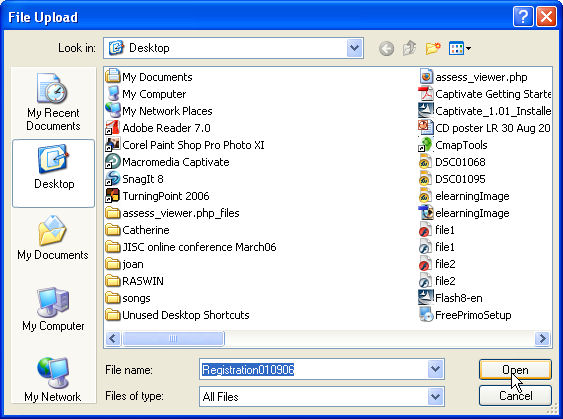 File Upload
Look in:
Desktop
My Recent
Documents
Desktop
My Documents
My Computer
My Network
My Documents
My Computer
My Network Places
Adobe Reader 7.0
Corel Paint Shop Pro Photo XI
Macromedia Captivate
SnagIt 8
TurningPoint 2006
assess_viewer.php_files
Catherine
JISC online conference March06
joan
RASWIN
songs
Unused Desktop Shortcuts
assess_viewer.php
Captivate Getting Starte
Captivate_1.01_Installe
CD poster LR 30 Aug 20
CmapTools
DSC01068
DSC01095
elearningImage
elearningImage
file1
file1
file2
file2
Flash8-en
FreePrimoSetup
File name:
Registration010906
Open
Files of type:
All Files
Cancel